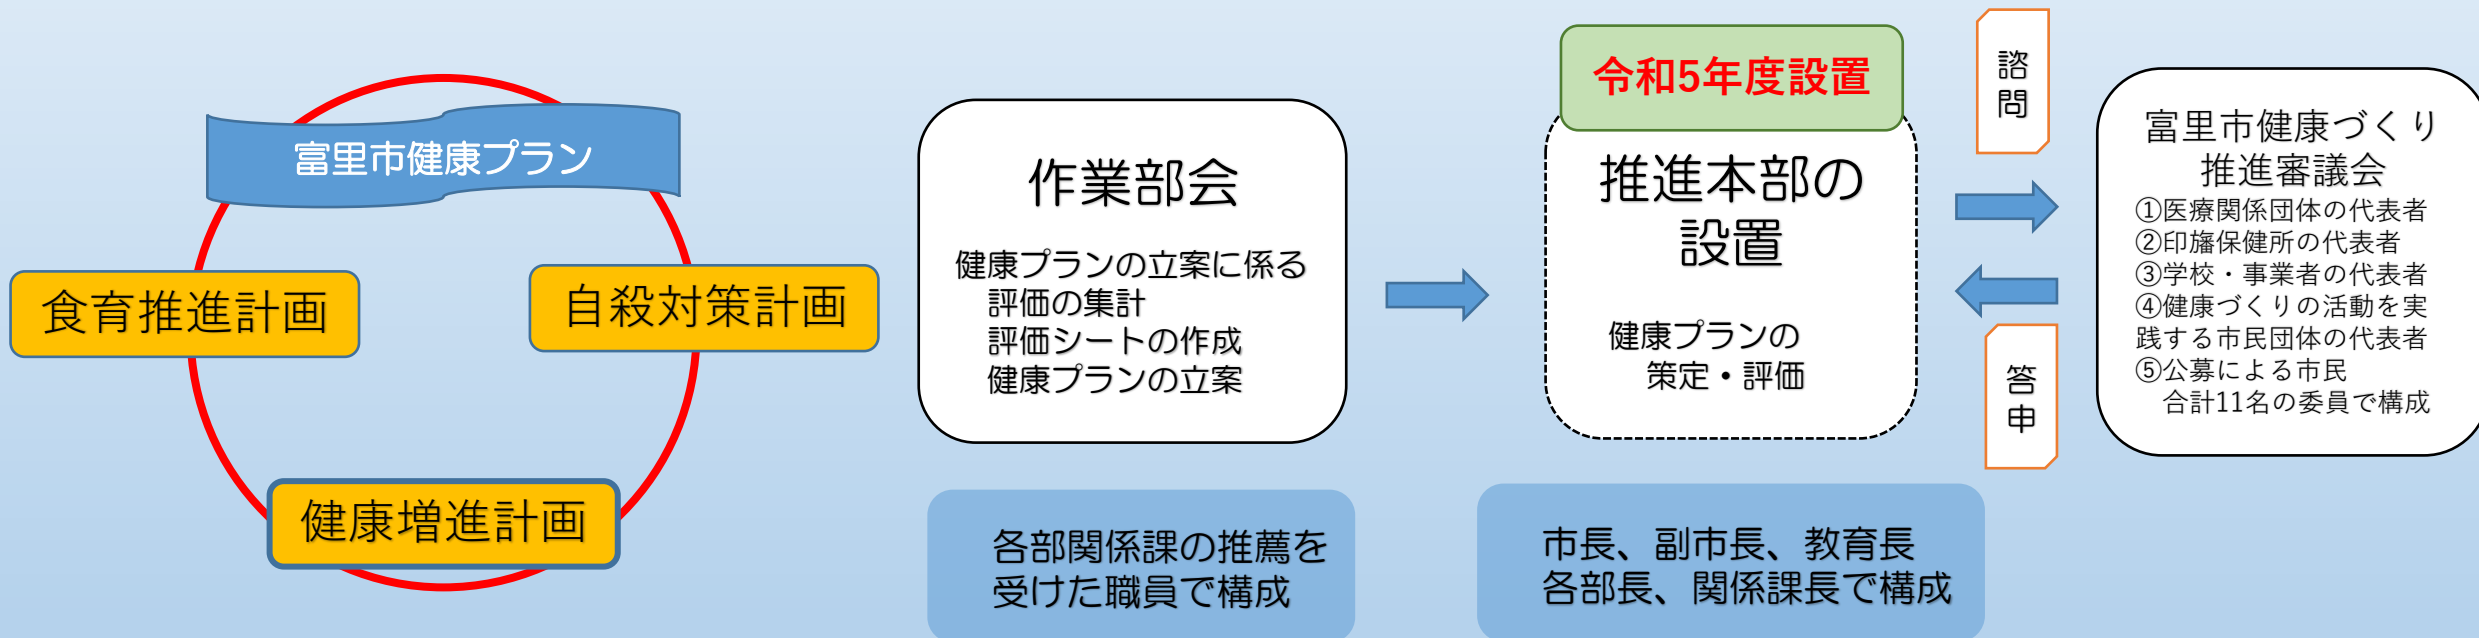 富里市健康プラン
食育推進計画
自殺対策計画
健康増進計画
作業部会
健康プランの立案に係る
評価の集計
評価シートの作成
健康プランの立案
各部関係課の推薦を
受けた職員で構成
令和5年度設置
推進本部の
設置
健康プランの
策定・評価
市長、副市長、教育長
各部長、関係課長で構成
諮問
答申
富里市健康づくり
推進審議会
①医療関係団体の代表者
②印旛保健所の代表者
③学校・事業者の代表者
④健康づくりの活動を実
践する市民団体の代表者
⑤公募による市民
合計11名の委員で構成